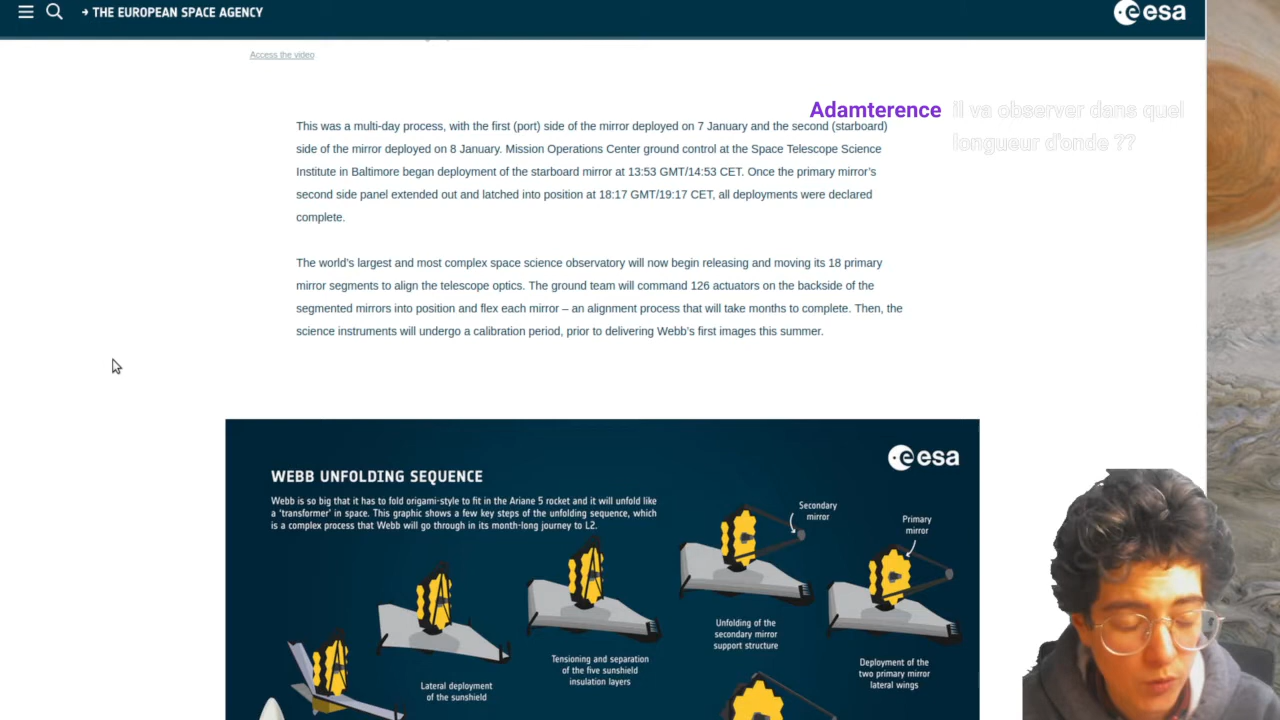 → THE EUROPEAN SPACE AGENCY
esa
Access the video
Adamterence il va observer dans quel
longueur d'onde ??
This was a multi-day process, with the first (port) side of the mirror deployed on 7 January and the second (starboard)
side of the mirror deployed on 8 January. Mission Operations Center ground control at the Space Telescope Science
Institute in Baltimore began deployment of the starboard mirror at 13:53 GMT/14:53 CET. Once the primary mirror's
second side panel extended out and latched into position at 18:17 GMT/19:17 CET, all deployments were declared
complete.
The world's largest and most complex space science observatory will now begin releasing and moving its 18 primary
mirror segments to align the telescope optics. The ground team will command 126 actuators on the backside of the
segmented mirrors into position and flex each mirror – an alignment process that will take months to complete. Then, the
science instruments will undergo a calibration period, prior to delivering Webb's first images this summer.
esa
WEBB UNFOLDING SEQUENCE
Webb is so big that it has to fold origami-style to fit in the Ariane 5 rocket and it will unfold like
a 'transformer' in space. This graphic shows a few key steps of the unfolding sequence, which
is a complex process that Webb will go through in its month-long journey to L2.
Secondary
mirror
Primary
mirror
Unfolding of the
secondary mirror
support structure
Tensioning and separation
of the five sunshield
insulation layers
Deployment of the
two primary mirror
lateral wings
Lateral deployment
of the sunshield